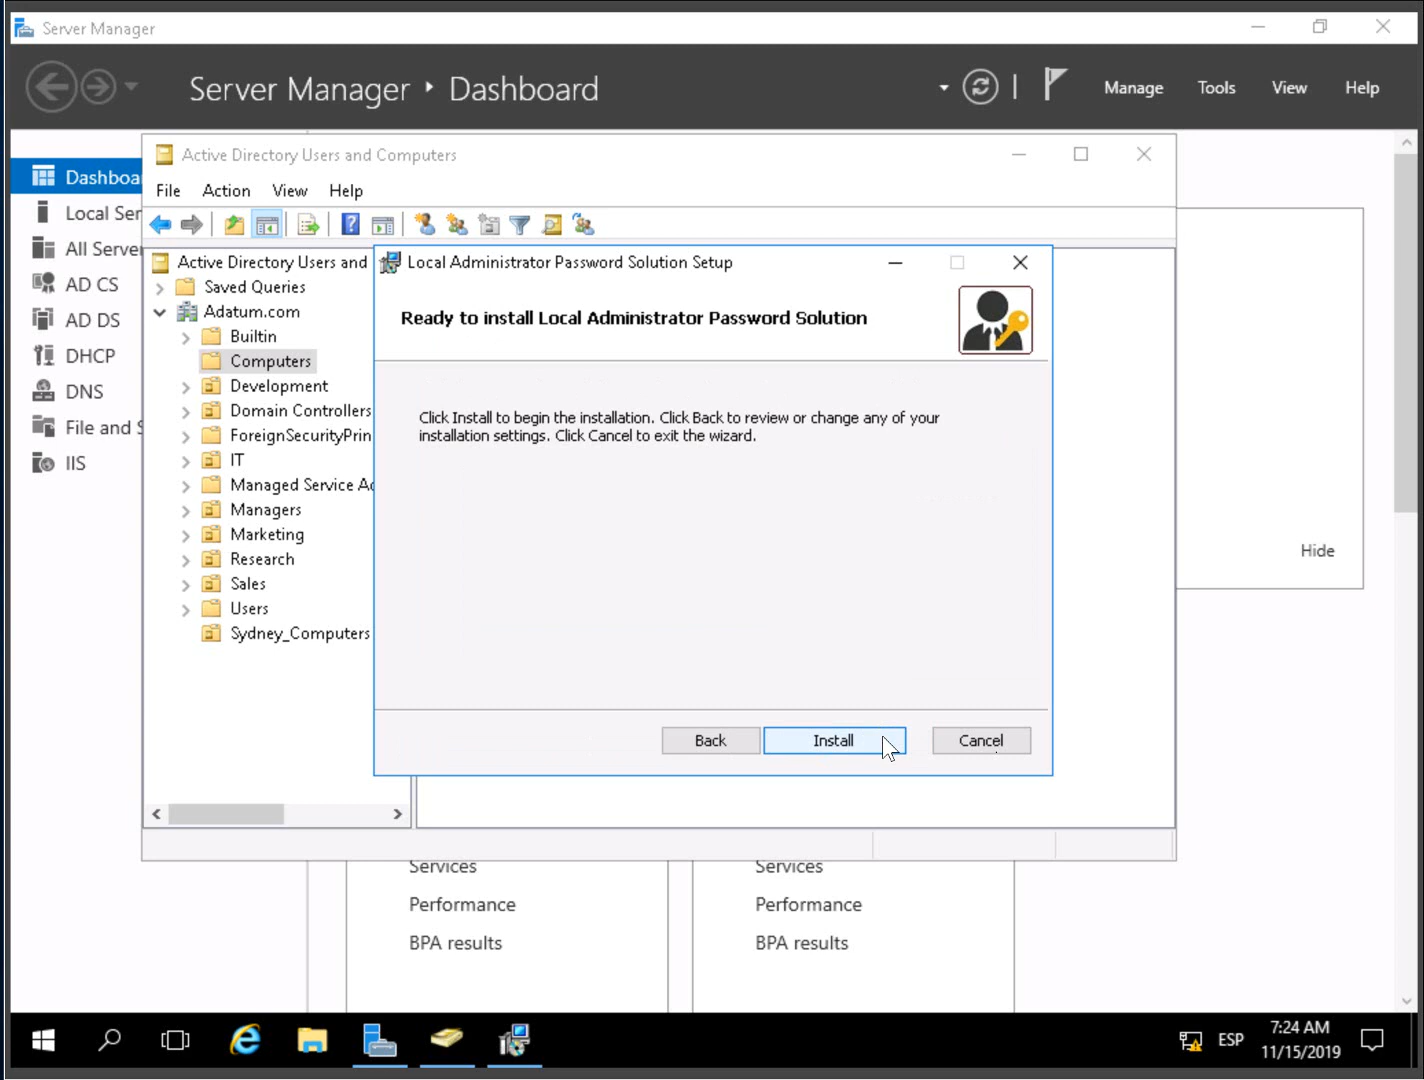 Server Manager
Server Manager ‣ Dashboard
Manage Tools View Help
Dashboa
Local Ser
All Server
AD CS
AD DS
DHCP
DNS
File and S
IIS
Active Directory Users and Computers
File Action View Help
Active Directory Users and
Saved Queries
Adatum.com
Builtin
Computers
Development
Domain Controllers
ForeignSecurityPrin
IT
Managed Service Ac
Managers
Marketing
Research
Sales
Users
Sydney_Computers
Local Administrator Password Solution Setup
Ready to install Local Administrator Password Solution
Click Install to begin the installation. Click Back to review or change any of your
installation settings. Click Cancel to exit the wizard.
Back Install Cancel
Hide
Services
Performance
BPA results
Services
Performance
BPA results
ESP
7:24 AM
11/15/2019